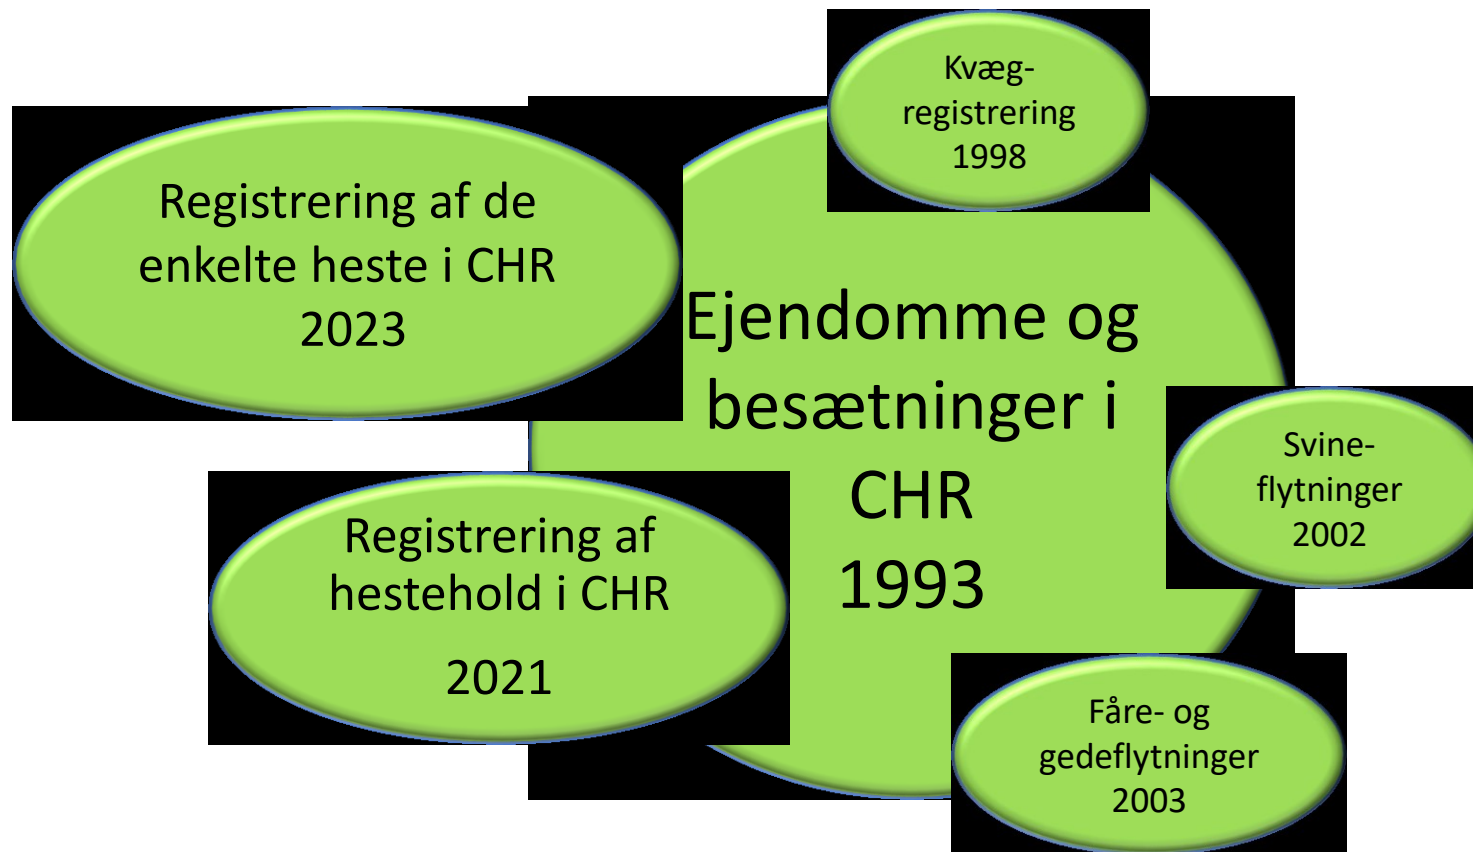 Kvæg-
registrering
1998
Registrering af de
enkelte heste i CHR
2023
Ejendomme og
besætninger i
CHR
1993
Svine-
flytninger
2002
Registrering af
hestehold i CHR
2021
Fåre- og
gedeflytninger
2003